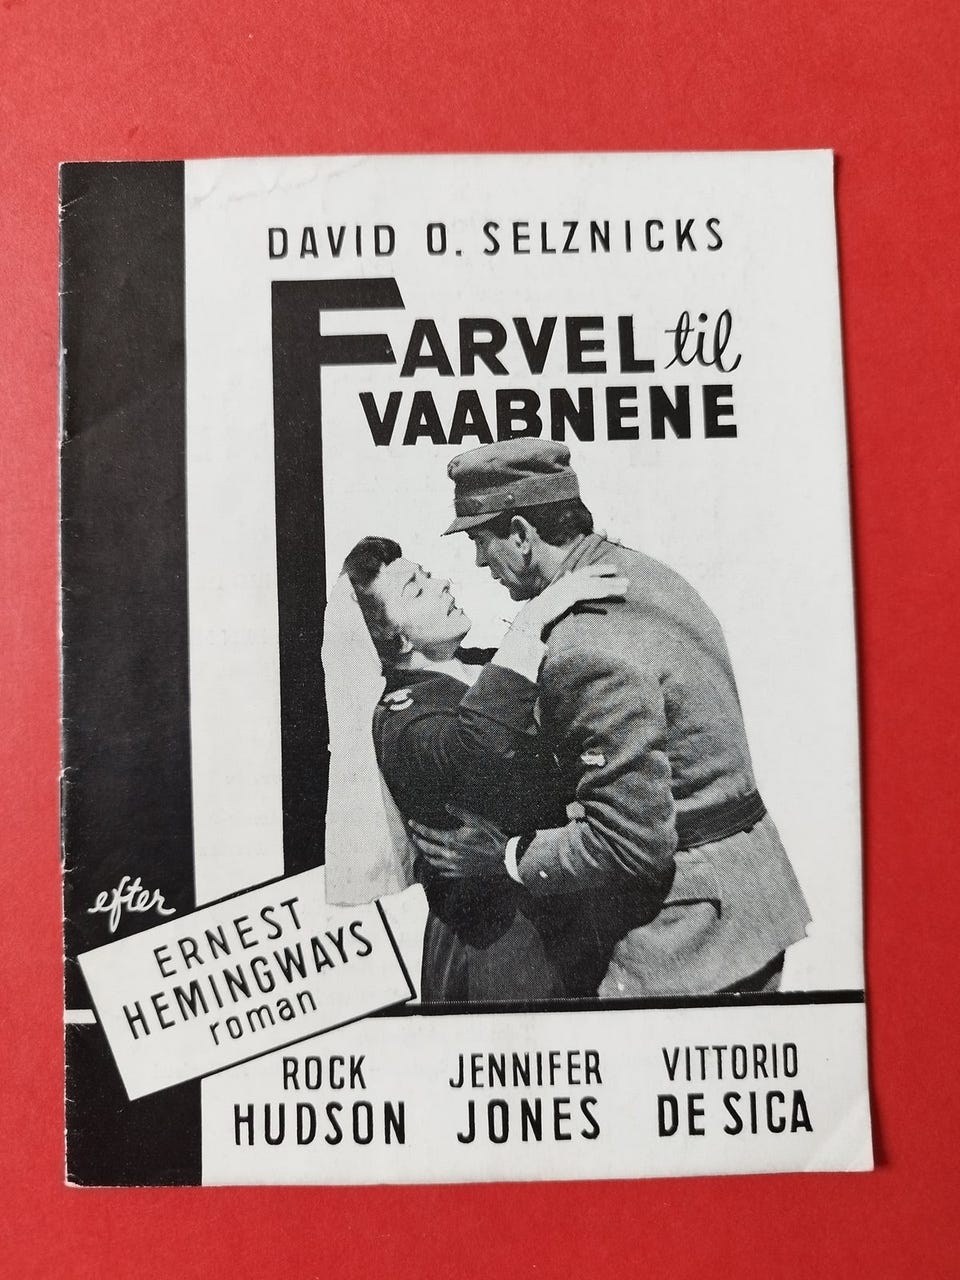 DAVID O. SELZNICKS
FARVEL til
VAABNENE
efter
ERNEST
HEMINGWAYS
roman
ROCK
HUDSON
JENNIFER
JONES
VITTORIO
DE SICA